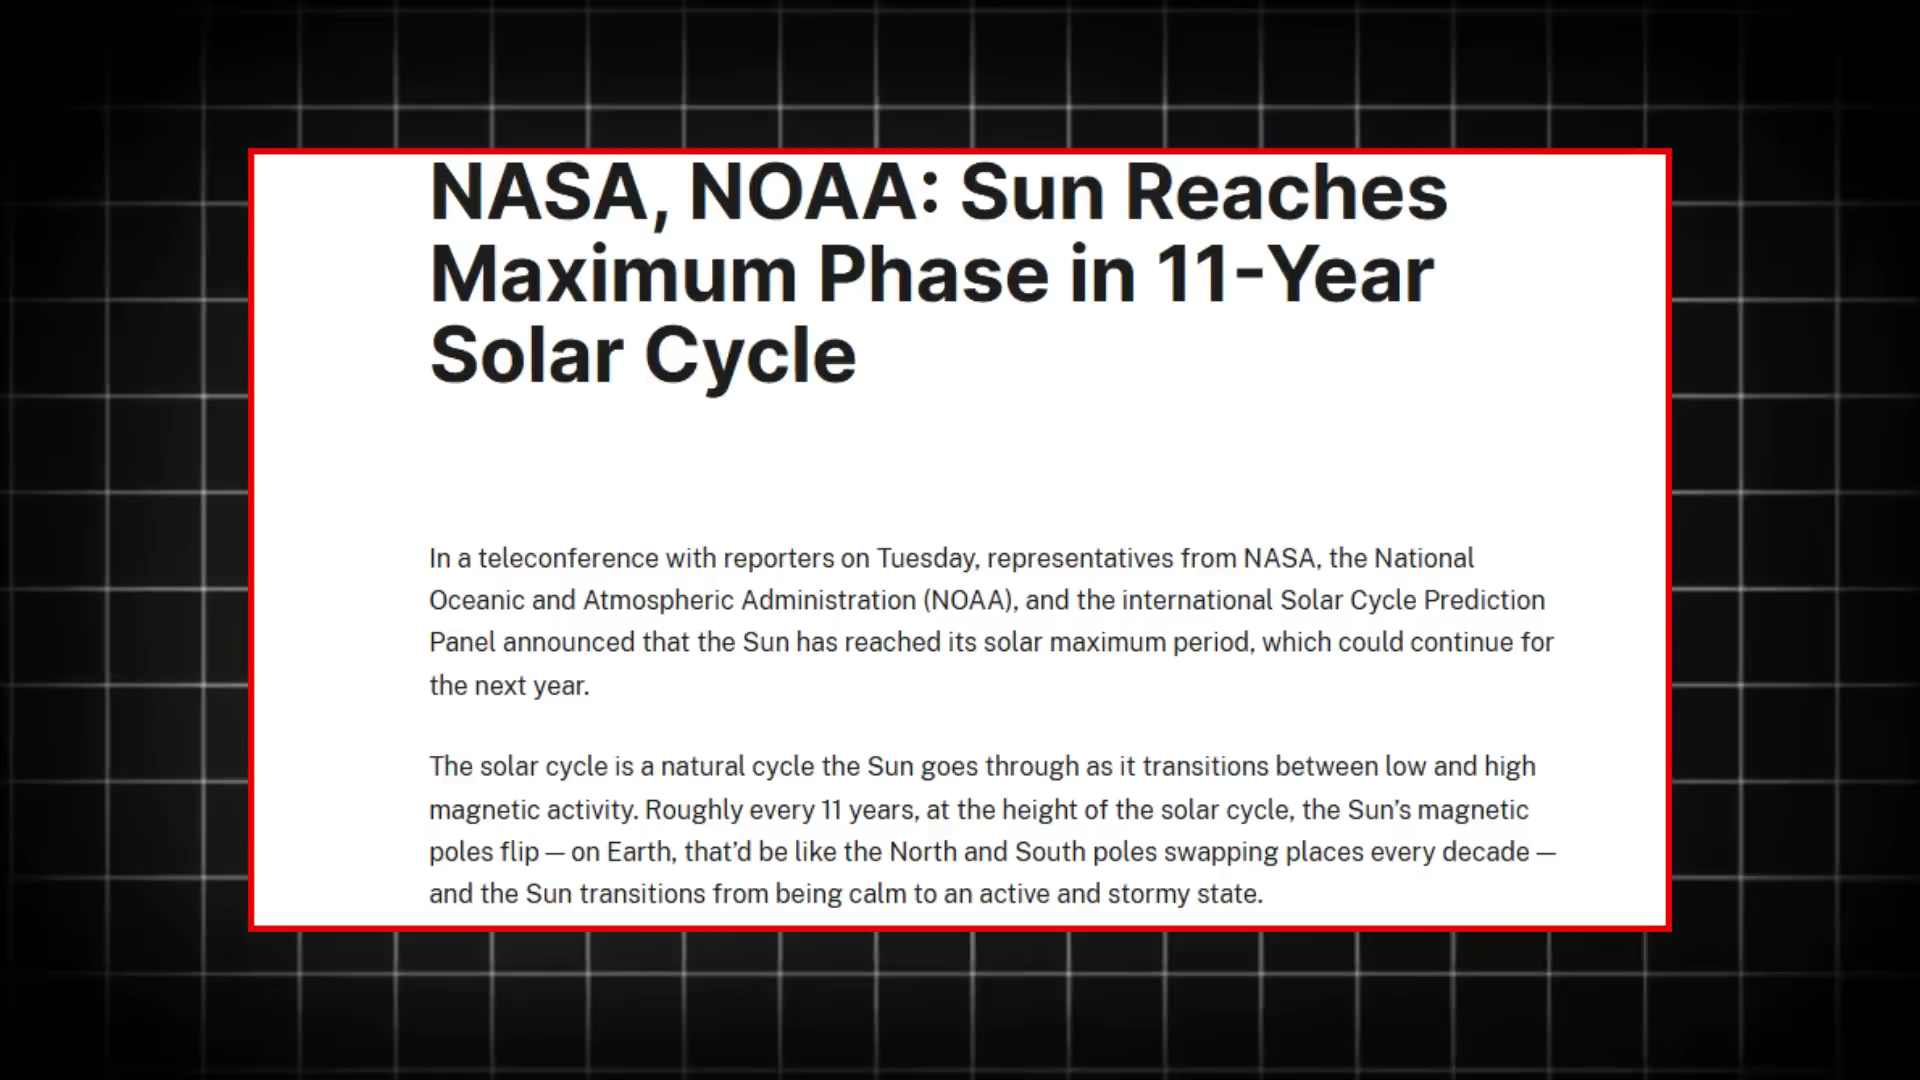 NASA, NOAA: Sun Reaches
Maximum Phase in 11-Year
Solar Cycle
In a teleconference with reporters on Tuesday, representatives from NASA, the National
Oceanic and Atmospheric Administration (NOAA), and the international Solar Cycle Prediction
Panel announced that the Sun has reached its solar maximum period, which could continue for
the next year.
The solar cycle is a natural cycle the Sun goes through as it transitions between low and high
magnetic activity. Roughly every 11 years, at the height of the solar cycle, the Sun’s magnetic
poles flip — on Earth, that’d be like the North and South poles swapping places every decade —
and the Sun transitions from being calm to an active and stormy state.